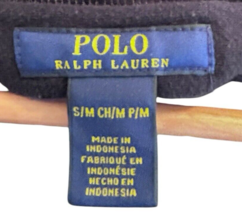 POLO
RALPH LAUREN
S/M CH/M P/M
MADE IN
INDONESIA
FABRIQUÉ EN
INDONÉSIE
HECHO EN
INDONESIA